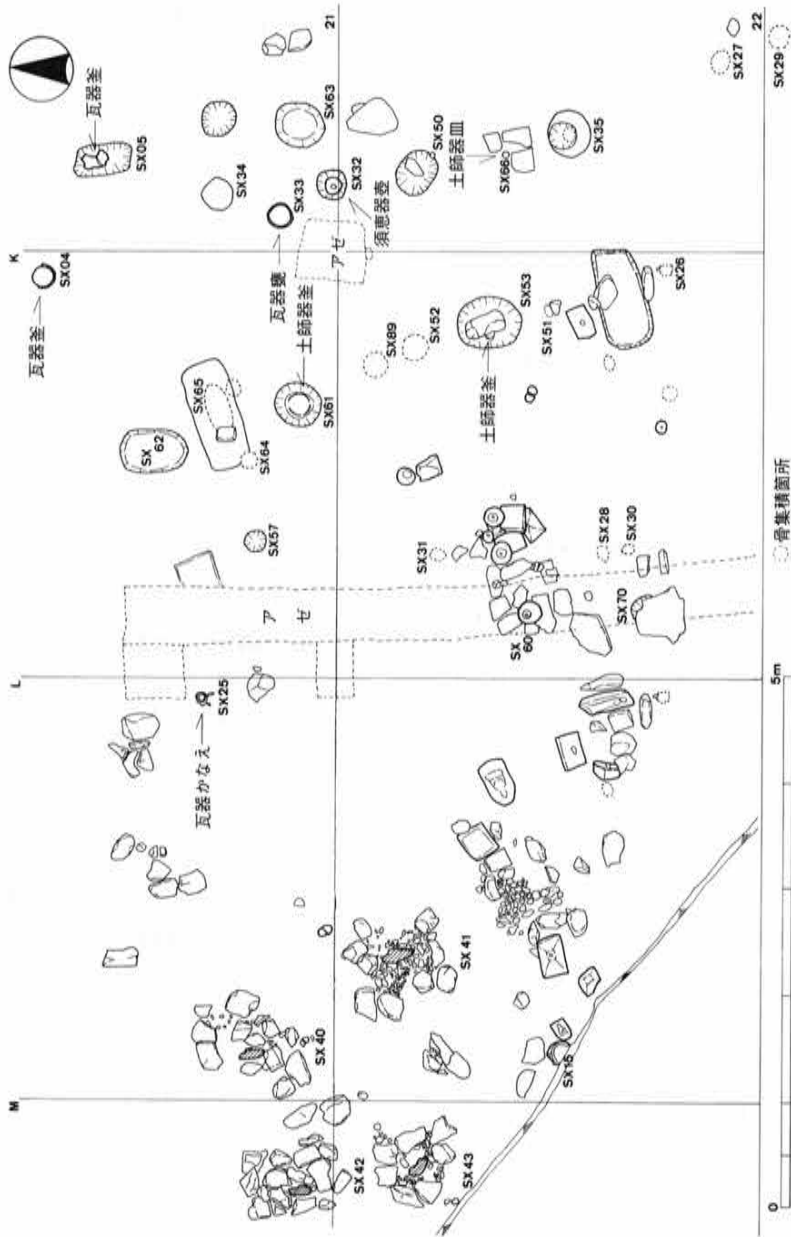 M
L
K
21
22
瓦器釜
SX04
瓦器釜
SX05
SX34
SX33
瓦器甕
SX63
SX32
須恵器壺
アゼ
SX
62
SX65
SX64
SX61
土師器釜
SX57
アゼ
SX25
瓦器かなえ
SX40
SX42
SX89
SX52
SX53
土師器釜
SX50
土師器皿
SX66
SX35
SX51
SX26
SX27
SX29
SX31
SX28
SX30
SX
60
SX70
SX41
SX15
SX43
骨集積箇所
0
5m